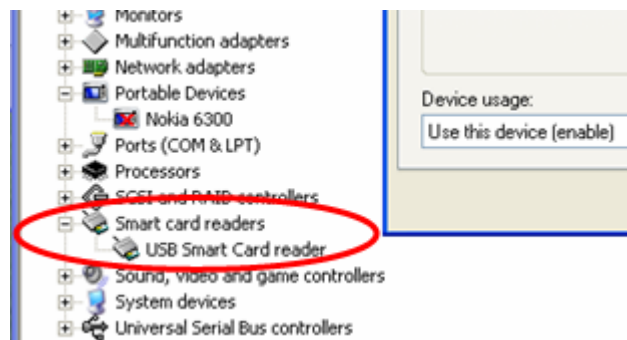 Monitors
Multifunction adapters
Network adapters
Portable Devices
Nokia 6300
Ports (COM & LPT)
Processors
SCSI and RAID controllers
Smart card readers
USB Smart Card reader
Sound, video and game controllers
System devices
Universal Serial Bus controllers
Device usage:
Use this device (enable)